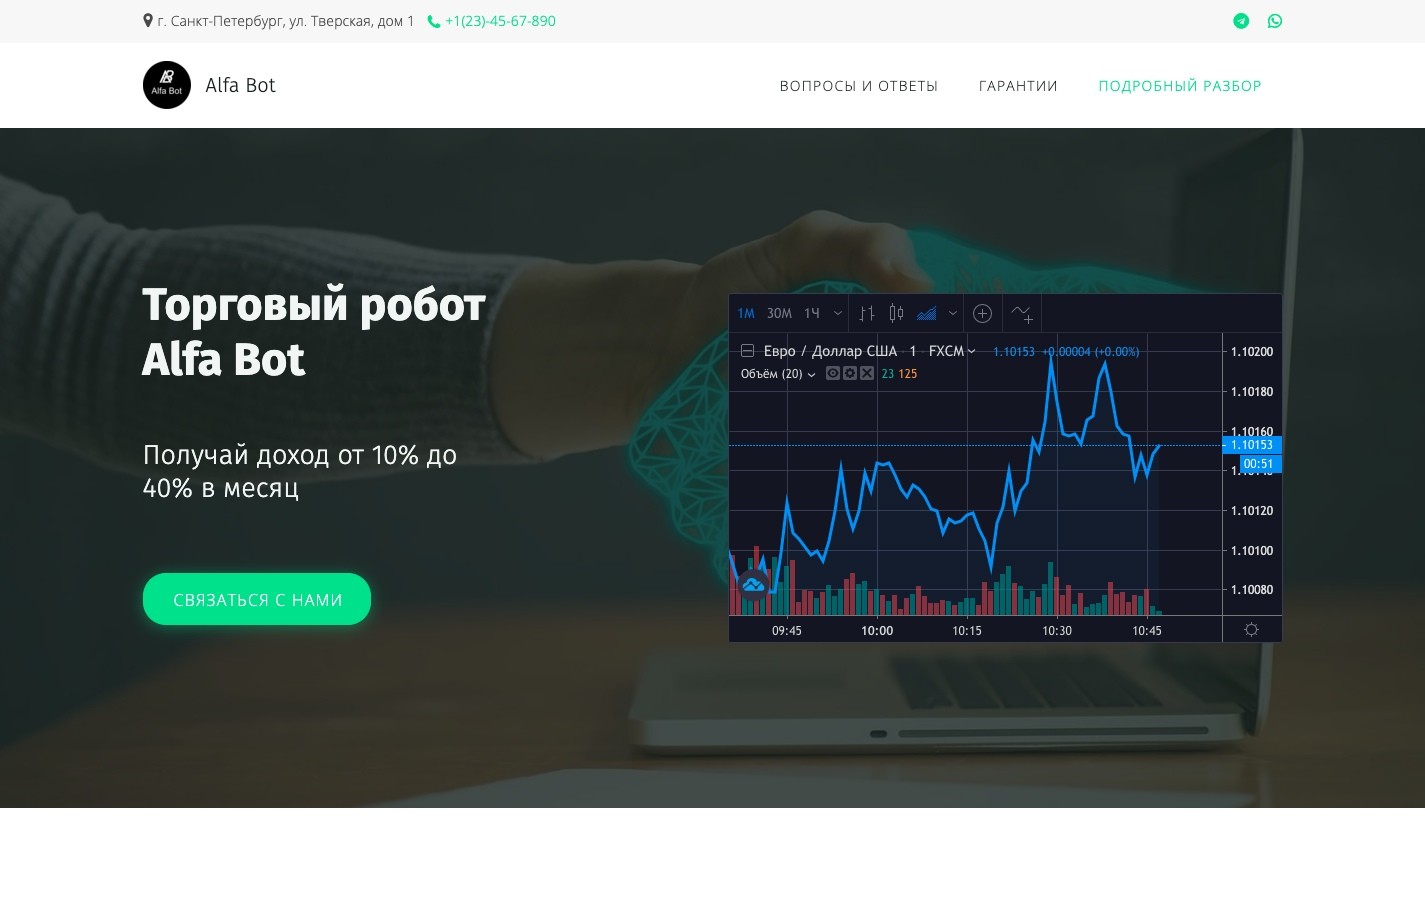 г. Санкт-Петербург, ул. Тверская, дом 1 +1(23)-45-67-890
Alfa Bot
Alfa Bot
ВОПРОСЫ И ОТВЕТЫ ГАРАНТИИ ПОДРОБНЫЙ РАЗБОР
Торговый робот
Alfa Bot
Получай доход от 10% до
40% в месяц
СВЯЗАТЬСЯ С НАМИ
1М 30М 1Ч
Евро / Доллар США · 1 · FXCM 1.10153 +0.00004 (+0.00%)
Объём (20) 23 125
1.10200
1.10180
1.10160
1.10153
00:51
1.10120
1.10100
1.10080
09:45 10:00 10:15 10:30 10:45